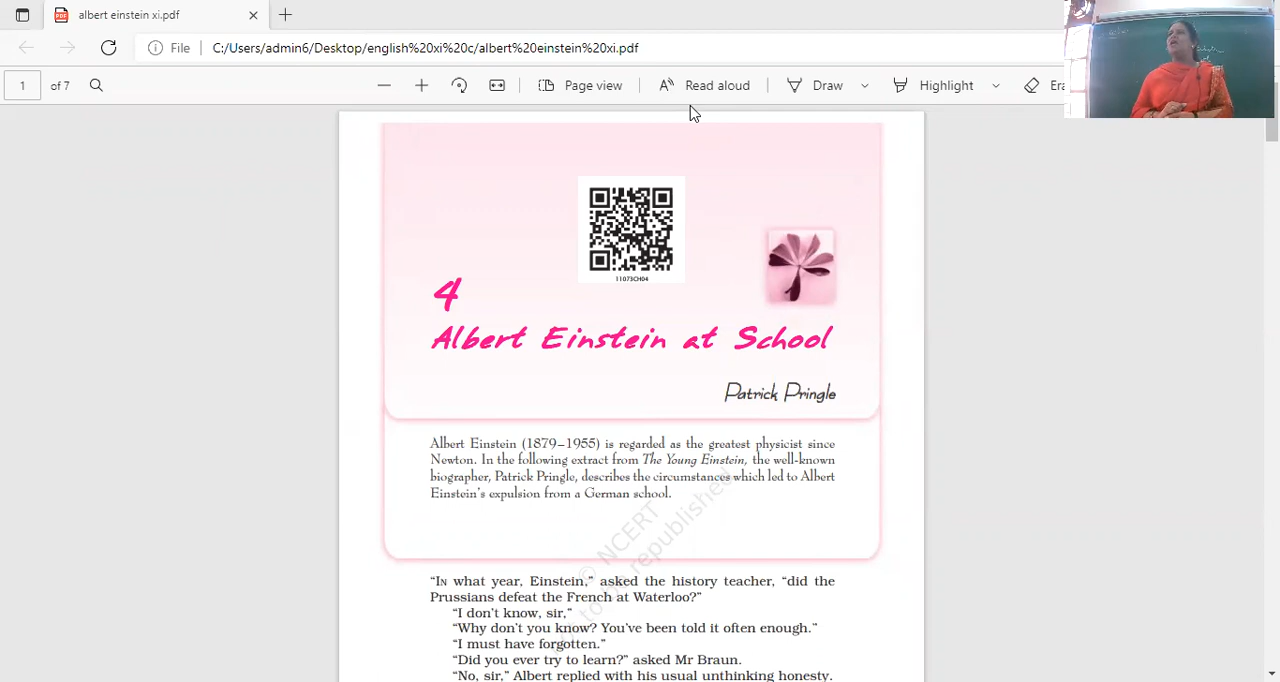 albert einstein xi.pdf
File C:/Users/admin6/Desktop/english%20xi%20c/albert%20einstein%20xi.pdf
1 of 7 Page view Read aloud Draw Highlight Era
11073CH04
4
Albert Einstein at School
Patrick Pringle
Albert Einstein (1879–1955) is regarded as the greatest physicist since
Newton. In the following extract from The Young Einstein, the well-known
biographer, Patrick Pringle, describes the circumstances which led to Albert
Einstein's expulsion from a German school.
© NCERT
republished
“IN what year, Einstein,” asked the history teacher, “did the
Prussians defeat the French at Waterloo?”
“I don't know, sir,”
“Why don't you know? You've been told it often enough.”
“I must have forgotten.”
“Did you ever try to learn?” asked Mr Braun.
“No, sir,” Albert replied with his usual unthinking honesty.